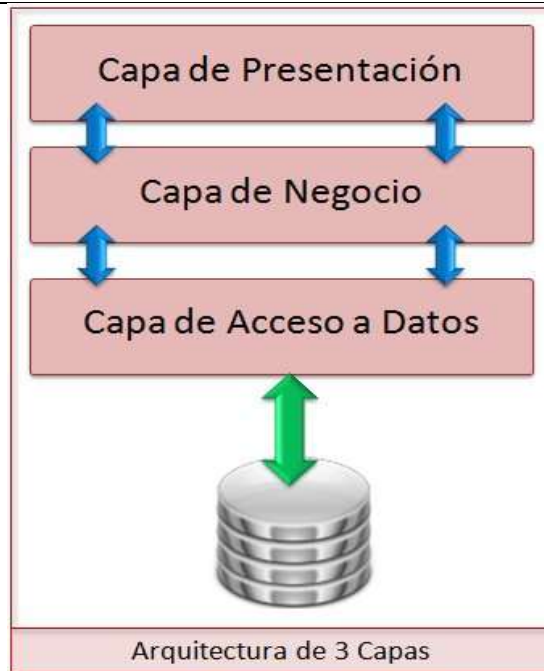 Capa de Presentación
Capa de Negocio
Capa de Acceso a Datos
Arquitectura de 3 Capas